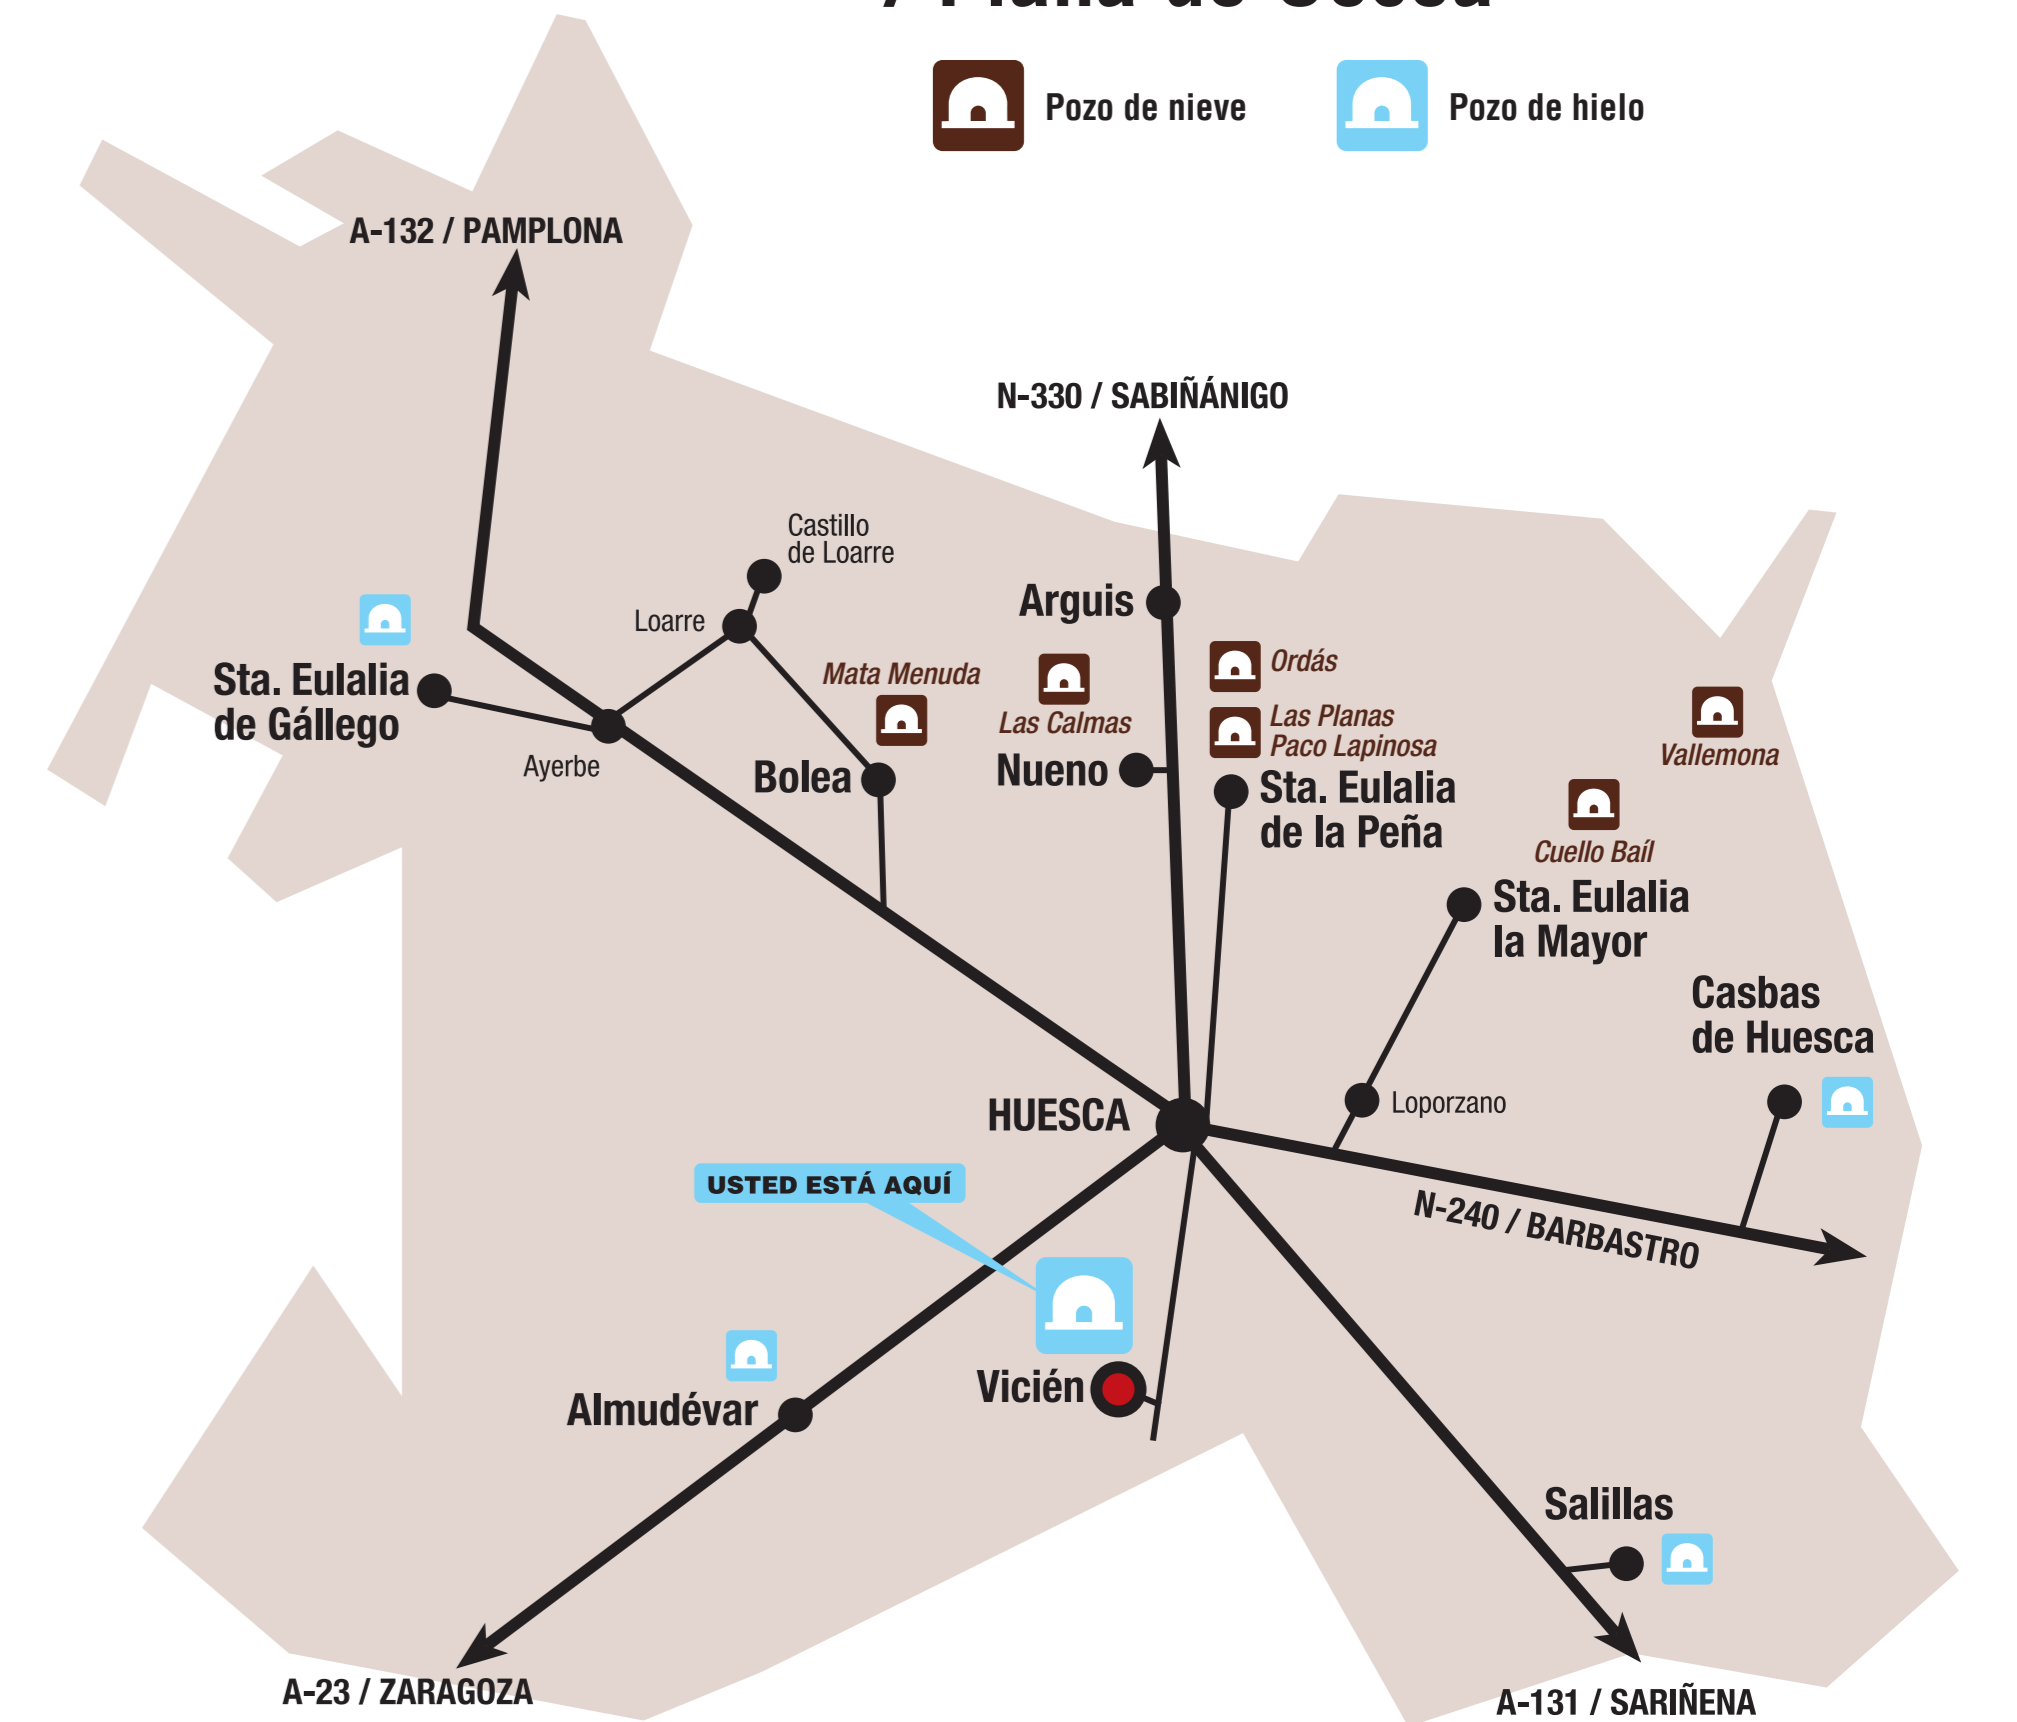 / Plana de Uesca
Pozo de nieve
Pozo de hielo
A-132 / PAMPLONA
N-330 / SABIÑÁNIGO
Castillo
de Loarre
Loarre
Arguis
Sta. Eulalia
de Gállego
Ayerbe
Mata Menuda
Bolea
Las Calmas
Nueno
Ordás
Las Planas
Paco Lapinosa
Sta. Eulalia
de la Peña
Vallemona
Cuello Baíl
Sta. Eulalia
la Mayor
Casbas
de Huesca
Loporzano
HUESCA
N-240 / BARBASTRO
USTED ESTÁ AQUÍ
Vicién
Almudévar
Salillas
A-23 / ZARAGOZA
A-131 / SARIÑENA